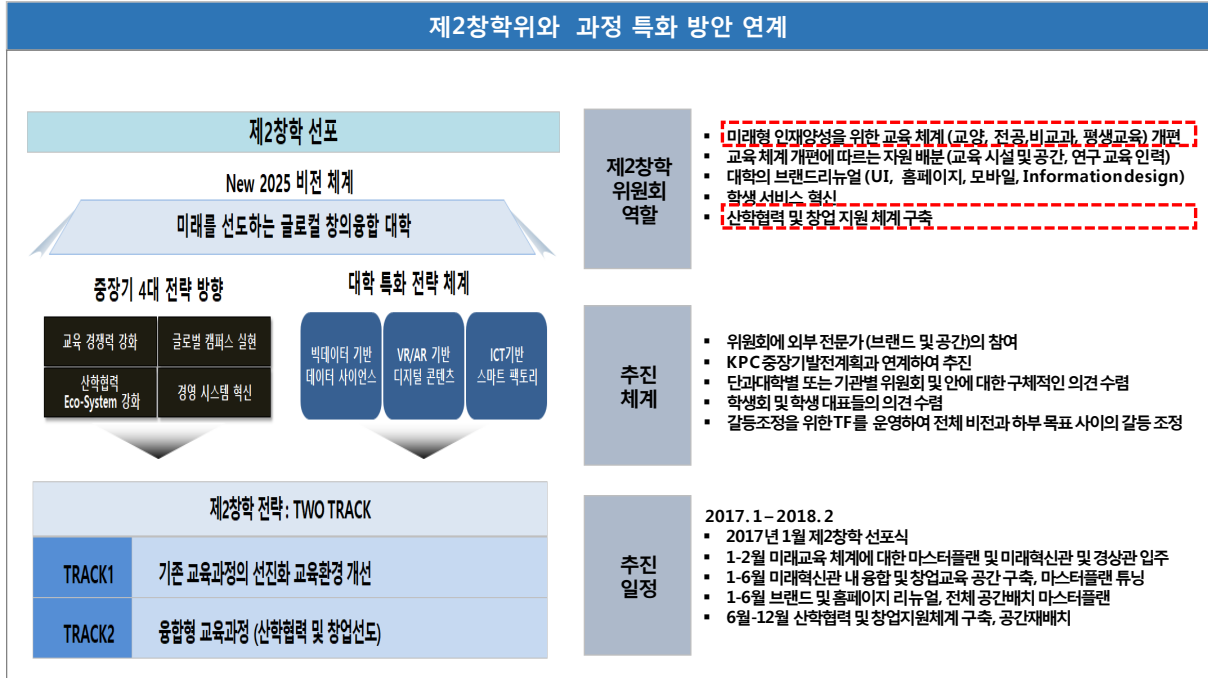 제2창학위와 과정 특화 방안 연계
제2창학 선포
New 2025 비전 체계
미래를 선도하는 글로컬 창의융합 대학
중장기 4대 전략 방향
교육 경쟁력 강화
글로벌 캠퍼스 실현
산학협력
Eco-System 강화
경영 시스템 혁신
대학 특화 전략 체계
빅데이터 기반
데이터 사이언스
VR/AR 기반
디지털 콘텐츠
ICT기반
스마트 팩토리
제2창학 전략 : TWO TRACK
TRACK1
기존 교육과정의 선진화 교육환경 개선
TRACK2
융합형 교육과정 (산학협력 및 창업선도)
제2창학
위원회
역할
▪ 미래형 인재양성을 위한 교육 체계 (교양, 전공,비교과, 평생교육) 개편
▪ 교육 체계 개편에 따르는 자원 배분 (교육 시설 및 공간, 연구 교육 인력)
▪ 대학의 브랜드리뉴얼 (UI, 홈페이지, 모바일, Information design)
▪ 학생 서비스 혁신
▪ 산학협력 및 창업 지원 체계 구축
추진
체계
▪ 위원회에 외부 전문가 (브랜드 및 공간)의 참여
▪ KPC 중장기발전계획과 연계하여 추진
▪ 단과대학별 또는 기관별 위원회 및 안에 대한 구체적인 의견 수렴
▪ 학생회 및 학생 대표들의 의견 수렴
▪ 갈등조정을 위한 TF를 운영하여 전체 비전과 하부 목표 사이의 갈등 조정
추진
일정
2017. 1 – 2018. 2
▪ 2017년 1월 제2창학 선포식
▪ 1-2월 미래교육 체계에 대한 마스터플랜 및 미래혁신관 및 경상관 입주
▪ 1-6월 미래혁신관 내 융합 및 창업교육 공간 구축, 마스터플랜 튜닝
▪ 1-6월 브랜드 및 홈페이지 리뉴얼, 전체 공간배치 마스터플랜
▪ 6월-12월 산학협력 및 창업지원체계 구축, 공간재배치